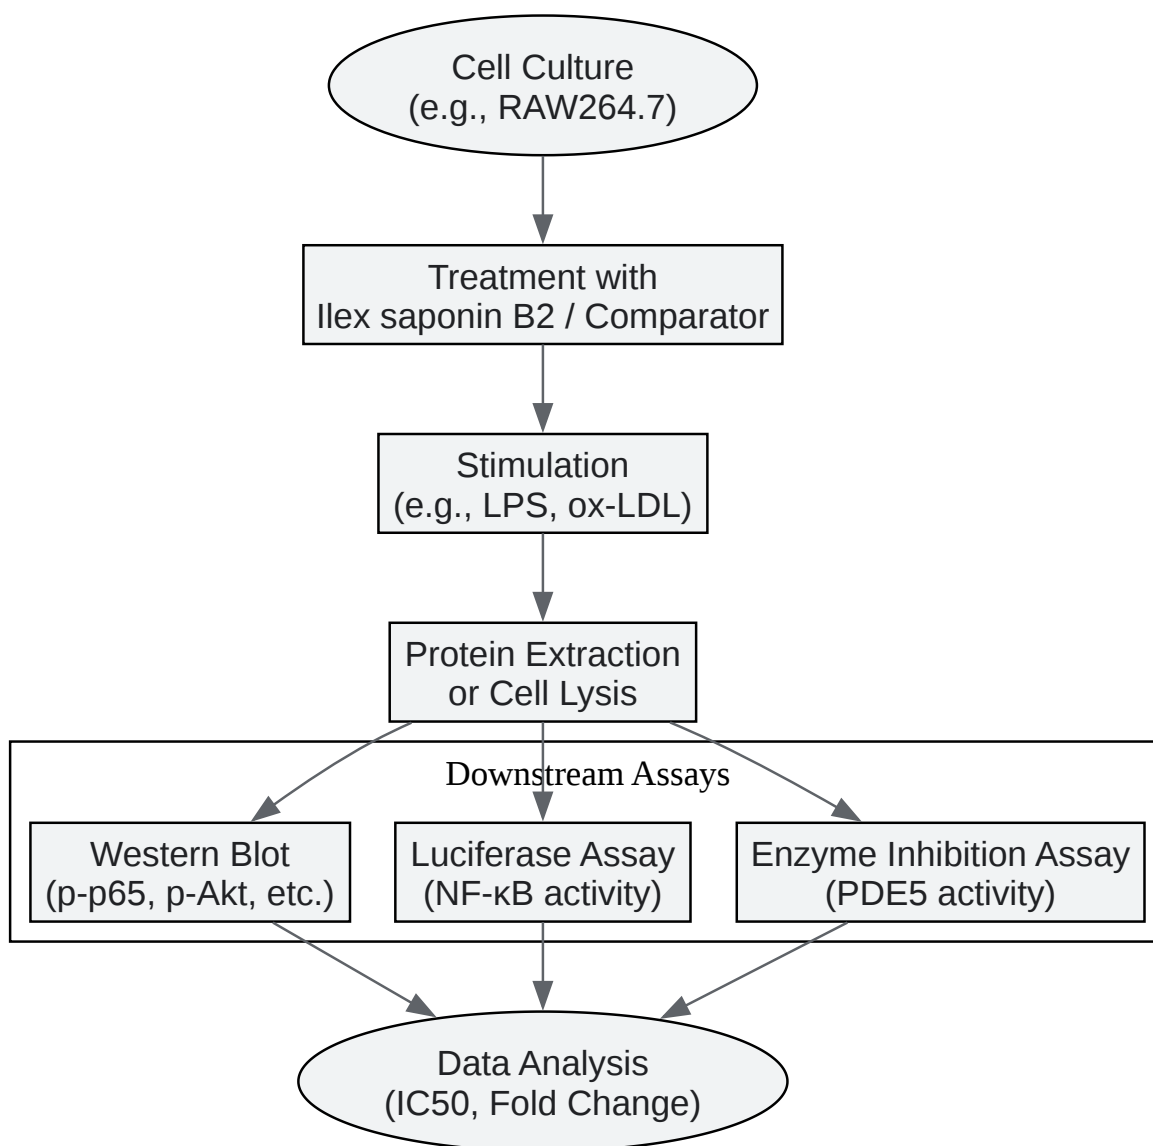 Cell Culture
(e.g., RAW264.7)
Treatment with
Ilex saponin B2 / Comparator
Stimulation
(e.g., LPS, ox-LDL)
Protein Extraction
or Cell Lysis
Downstream Assays
Western Blot
(p-p65, p-Akt, etc.)
Luciferase Assay
(NF-κB activity)
Enzyme Inhibition Assay
(PDE5 activity)
Data Analysis
(IC50, Fold Change)